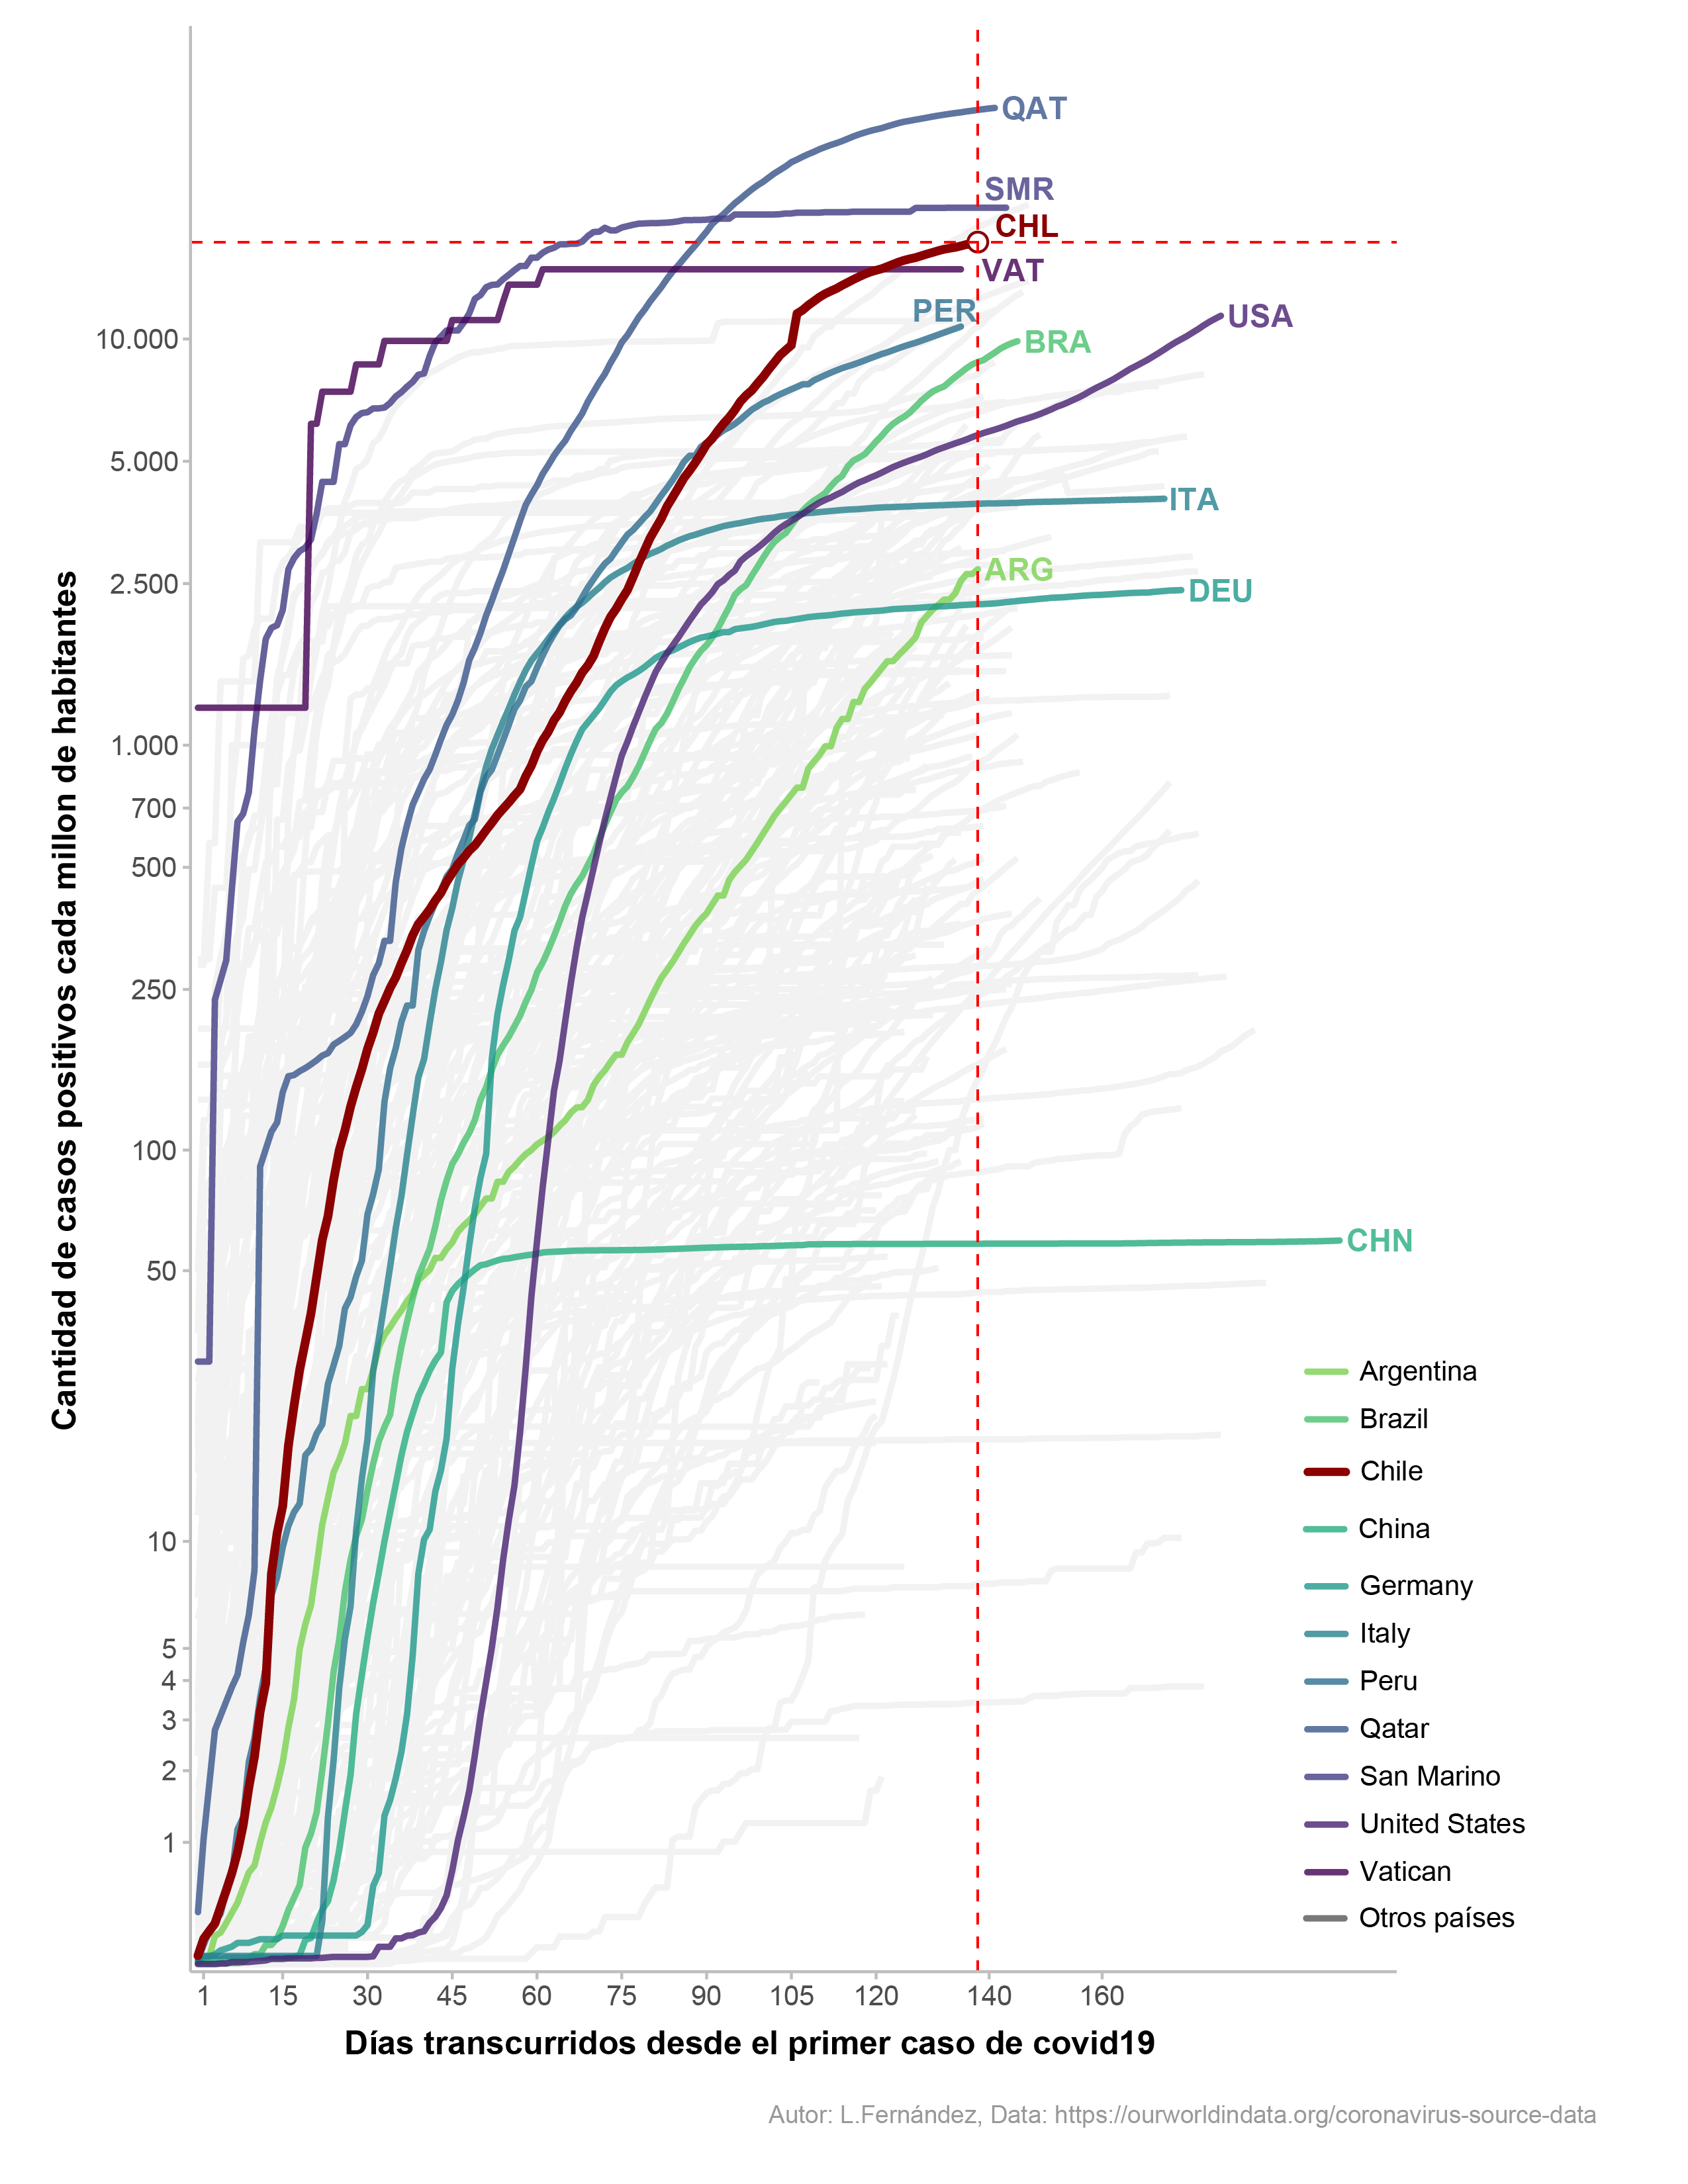 QAT
SMR
CHL
VAT
PER
USA
BRA
ITA
ARG
DEU
CHN
Cantidad de casos positivos cada millon de habitantes
10.000
5.000
2.500
1.000
700
500
250
100
50
10
5
4
3
2
1
Argentina
Brazil
Chile
China
Germany
Italy
Peru
Qatar
San Marino
United States
Vatican
Otros países
1 15 30 45 60 75 90 105 120 140 160
Días transcurridos desde el primer caso de covid19
Autor: L.Fernández, Data: https://ourworldindata.org/coronavirus-source-data